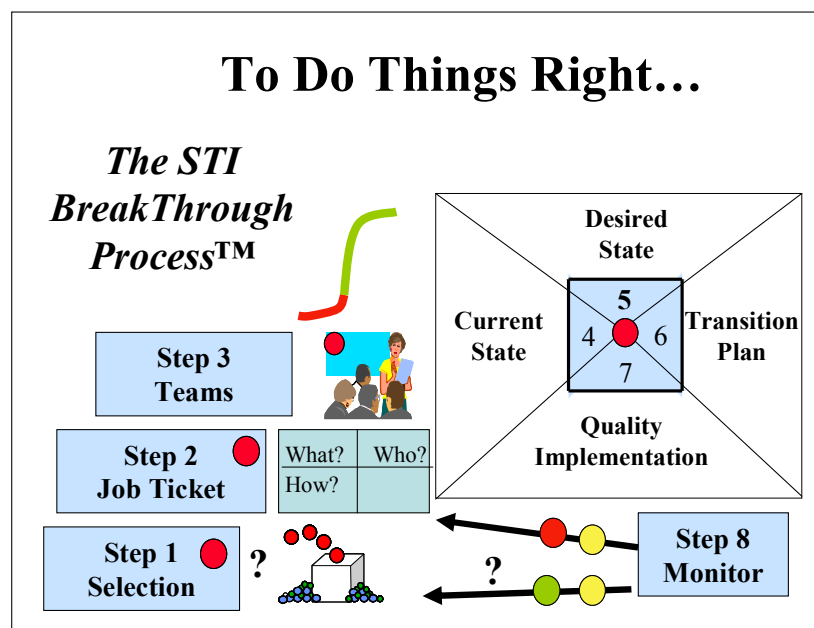 To Do Things Right…
The STI
BreakThrough
Process™
Step 3
Teams
Step 2
Job Ticket
What?
Who?
How?
Step 1
Selection
?
Desired
State
Current
State
5
4
6
7
Transition
Plan
Quality
Implementation
?
Step 8
Monitor